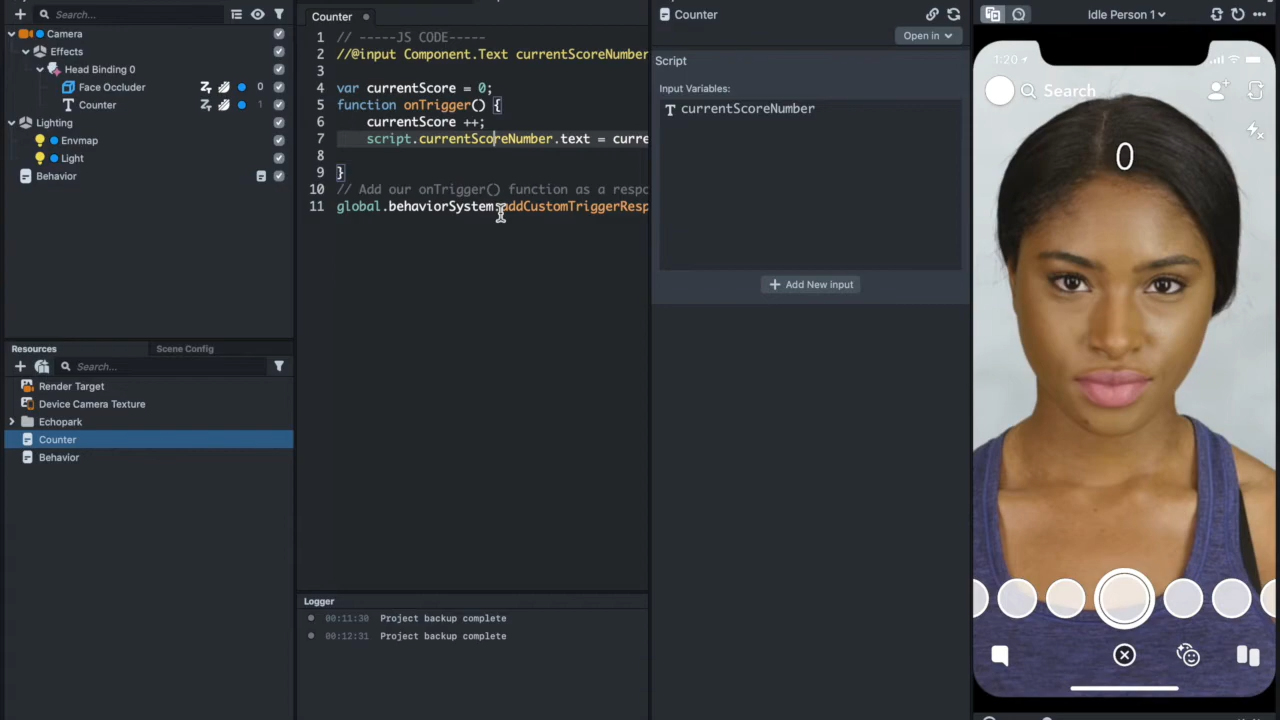 Search...
Camera
Effects
Head Binding 0
Face Occluder 0
Counter 1
Lighting
Envmap
Light
Behavior
Resources
Scene Config
Search...
Render Target
Device Camera Texture
Echopark
Counter
Behavior
Counter
1 // -----JS CODE-----
2 //@input Component.Text currentScoreNumber
3
4 var currentScore = 0;
5 function onTrigger() {
6 currentScore ++;
7 script.currentScoreNumber.text = curre
8
9 }
10 // Add our onTrigger() function as a respo
11 global.behaviorSystem.addCustomTriggerResp
Logger
00:11:30 Project backup complete
00:12:31 Project backup complete
Counter
Open in
Script
Input Variables:
T currentScoreNumber
+ Add New input
Idle Person 1
1:20
Search
0